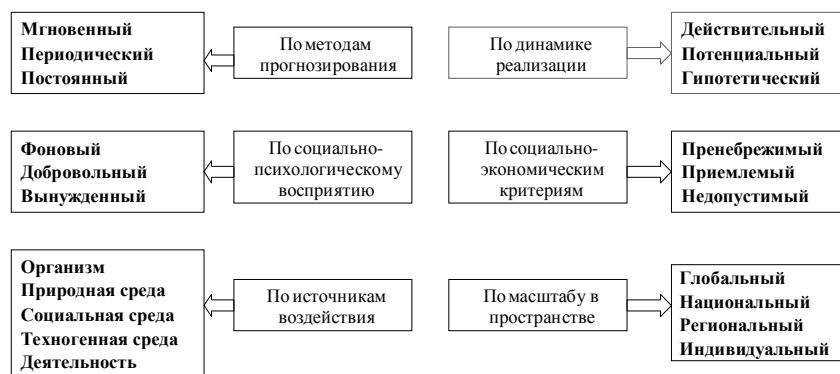 Мгновенный
Периодический
Постоянный
По методам
прогнозирования
По динамике
реализации
Действительный
Потенциальный
Гипотетический
Фоновый
Добровольный
Вынужденный
По социально-
психологическому
восприятию
По социально-
экономическим
критериям
Пренебрежимый
Приемлемый
Недопустимый
Организм
Природная среда
Социальная среда
Техногенная среда
Деятельность
По источникам
воздействия
По масштабу в
пространстве
Глобальный
Национальный
Региональный
Индивидуальный